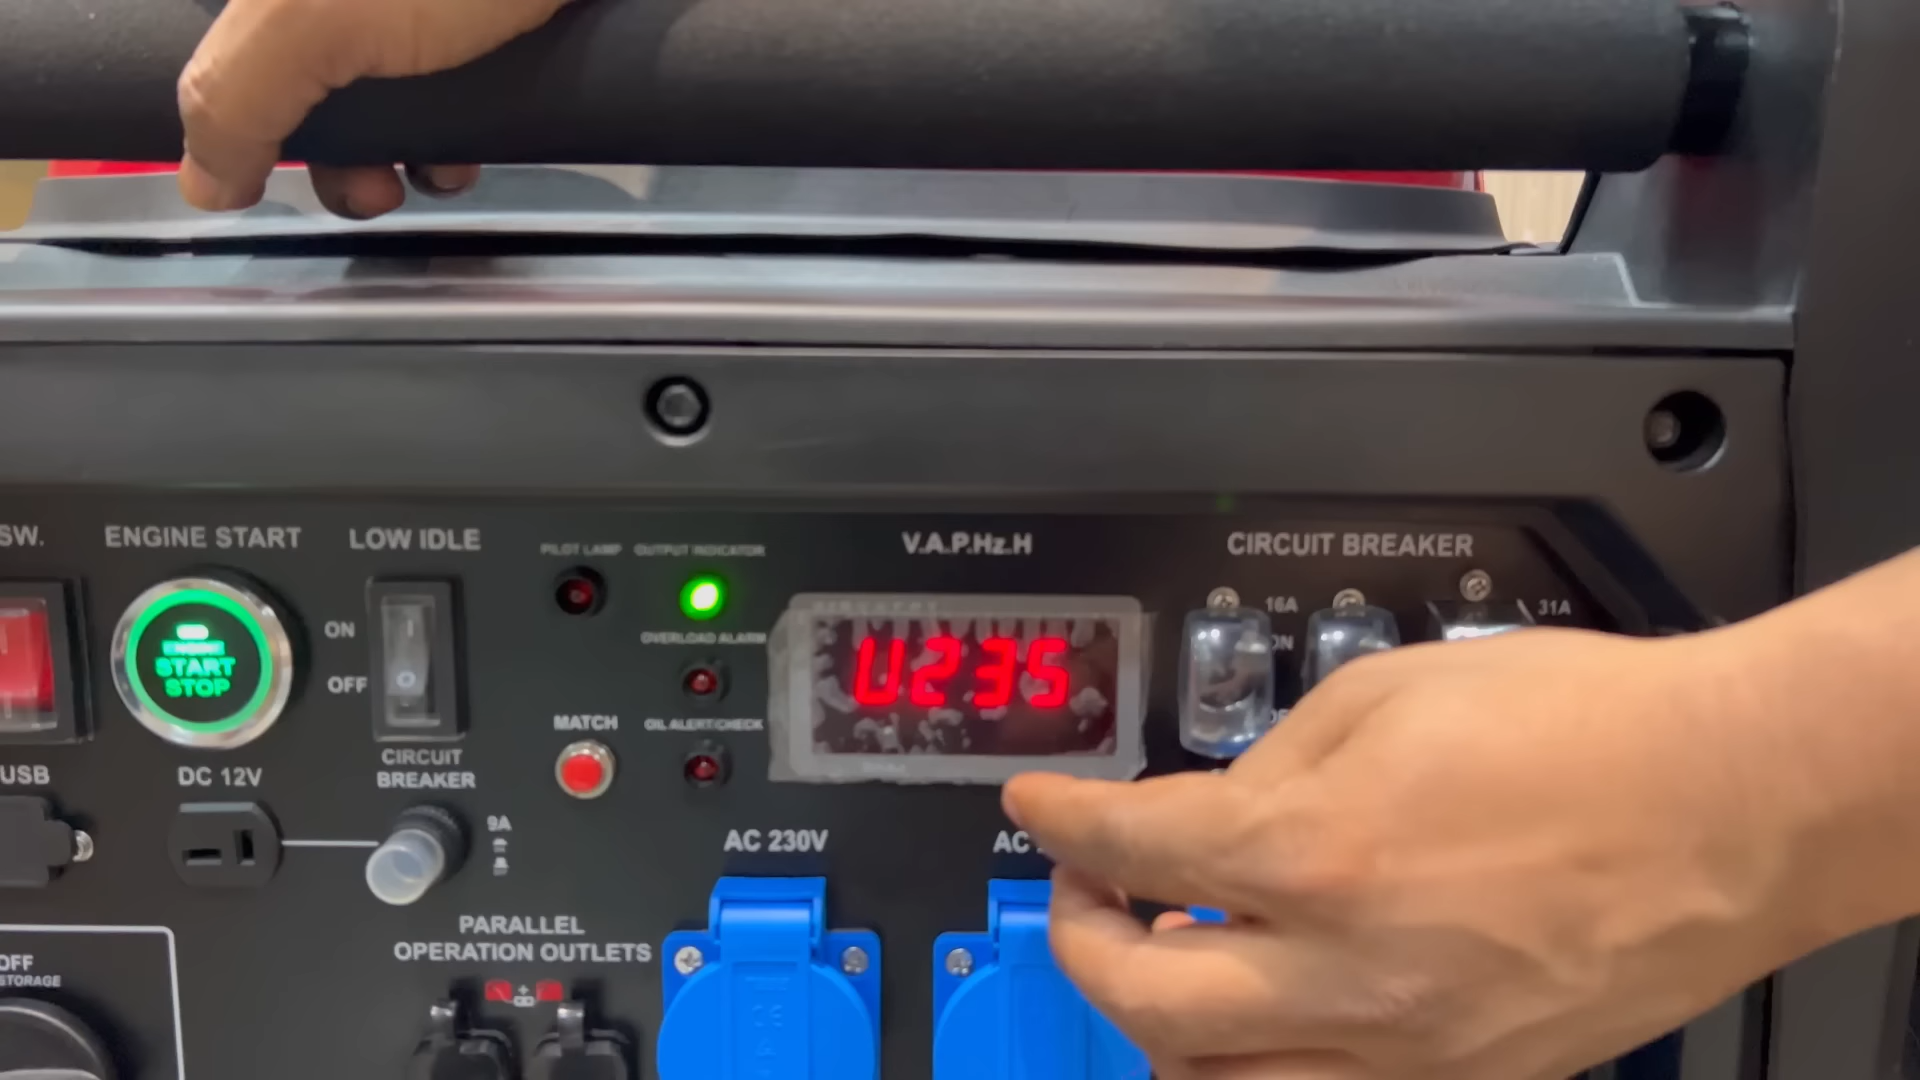 SW.
ENGINE START
LOW IDLE
PILOT LAMP
OUTPUT INDICATOR
V.A.P.Hz.H
CIRCUIT BREAKER
16A
31A
ON
OFF
ENGINE
START
STOP
OVERLOAD ALARM
U235
MATCH
OIL ALERT/CHECK
USB
DC 12V
CIRCUIT
BREAKER
9A
AC 230V
AC
PARALLEL
OPERATION OUTLETS
OFF
STORAGE